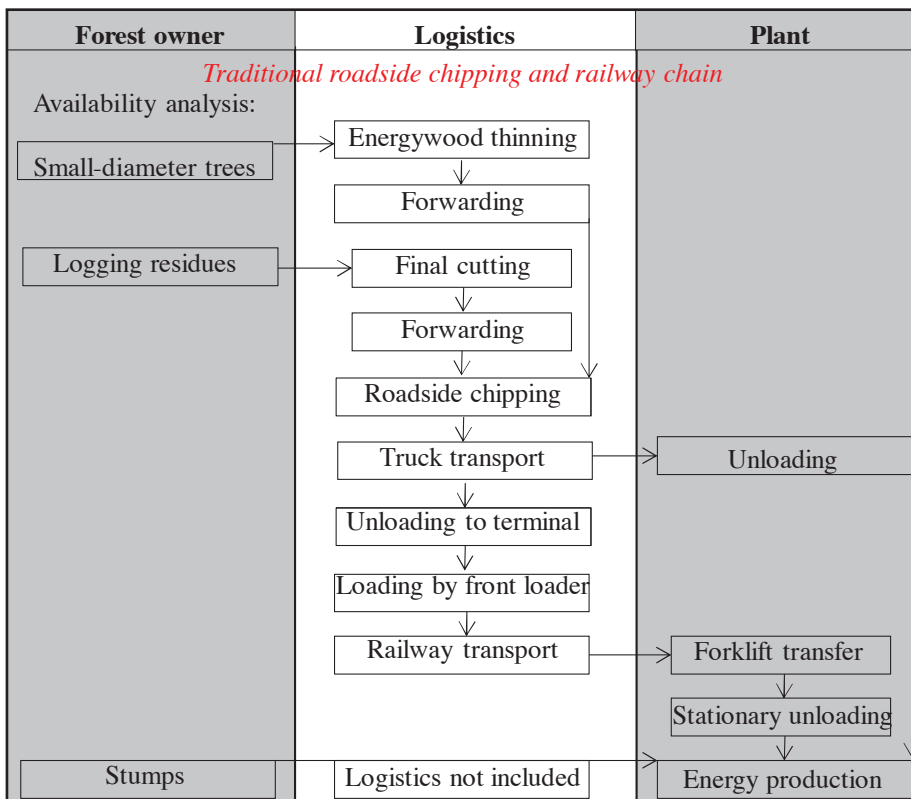 Forest owner
Logistics
Plant
Traditional roadside chipping and railway chain
Availability analysis:
Small-diameter trees
Energywood thinning
Forwarding
Logging residues
Final cutting
Forwarding
Roadside chipping
Truck transport
Unloading
Unloading to terminal
Loading by front loader
Railway transport
Forklift transfer
Stationary unloading
Stumps
Logistics not included
Energy production